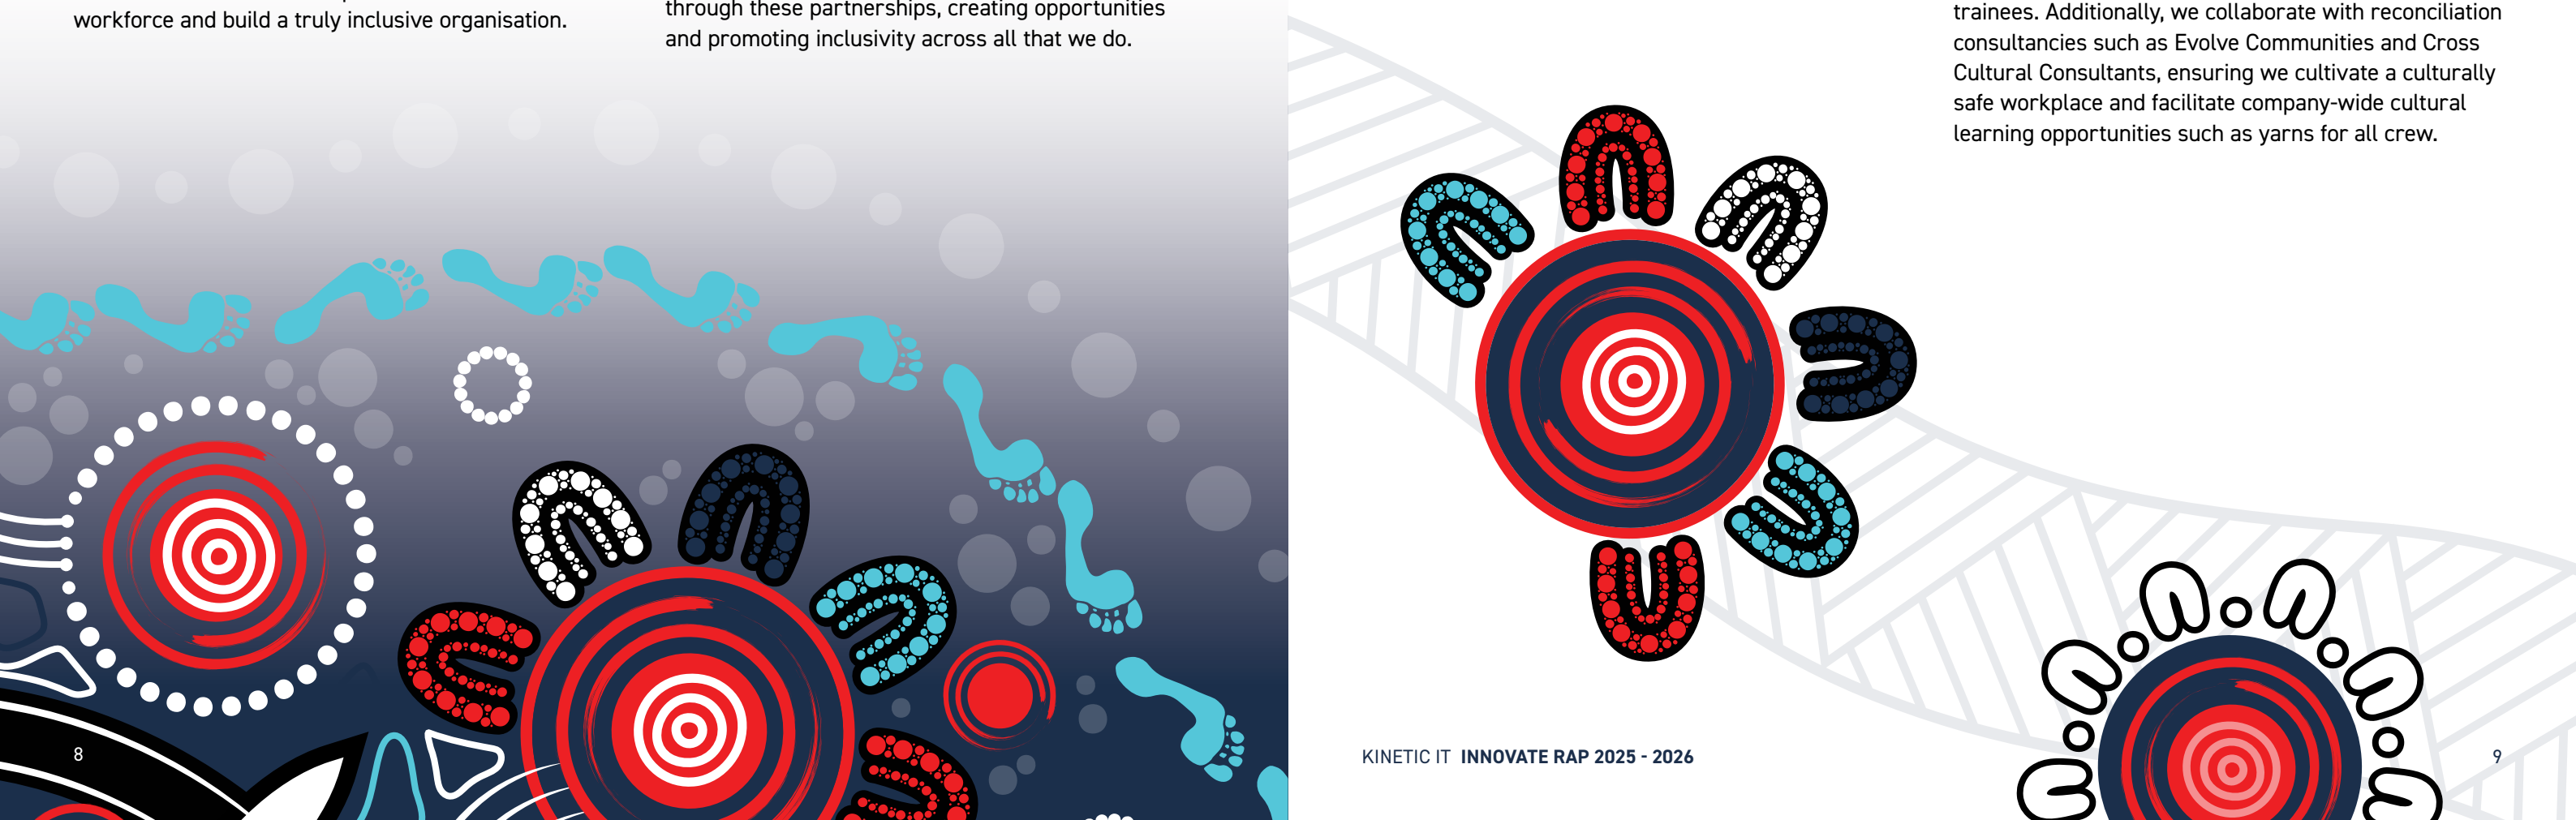 workforce and build a truly inclusive organisation.
through these partnerships, creating opportunities
and promoting inclusivity across all that we do.
8
trainees. Additionally, we collaborate with reconciliation
consultancies such as Evolve Communities and Cross
Cultural Consultants, ensuring we cultivate a culturally
safe workplace and facilitate company-wide cultural
learning opportunities such as yarns for all crew.
KINETIC IT INNOVATE RAP 2025 - 2026
9